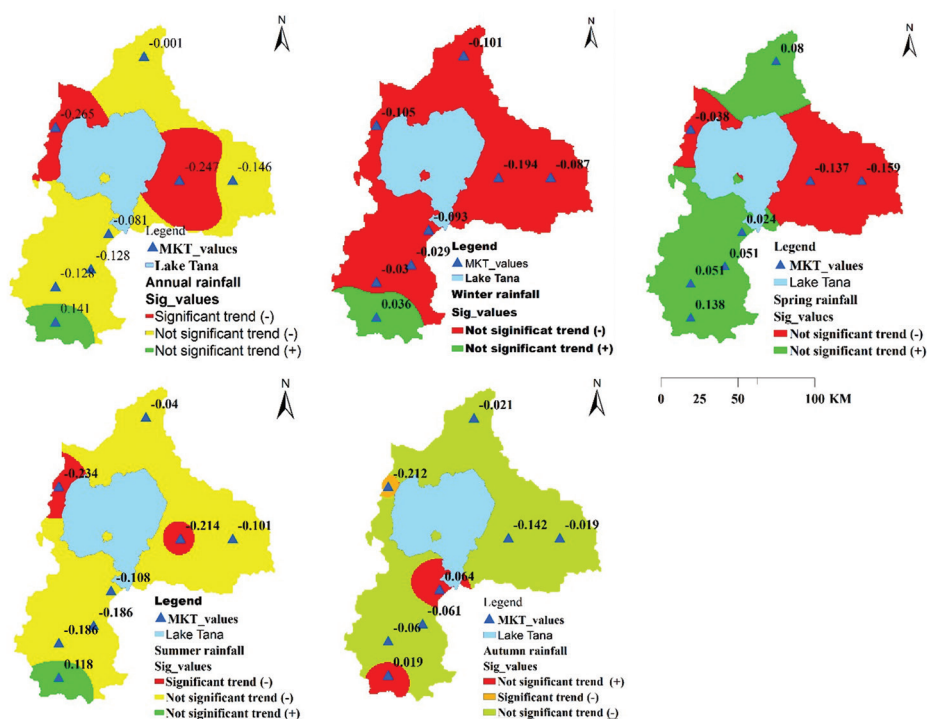 N
-0.001
-0.265
-0.247
-0.146
-0.081
-0.128
-0.128
0.141
Legend
MKT_values
Lake Tana
Annual rainfall
Sig_values
Significant trend (-)
Not significant trend (-)
Not significant trend (+)
N
-0.101
-0.105
-0.194
-0.087
-0.093
-0.029
-0.03
0.036
Legend
MKT_values
Lake Tana
Winter rainfall
Sig_values
Not siginificat trend (-)
Not significant trend (+)
N
0.08
-0.038
-0.137
-0.159
0.024
0.051
0.051
0.138
Legend
MKT_values
Lake Tana
Spring rainfall
Sig_values
Not significant trend (-)
Not significant trend (+)
0 25 50 100 KM
N
-0.04
-0.234
-0.214
-0.101
-0.108
-0.186
-0.186
0.118
Legend
MKT_values
Lake Tana
Summer rainfall
Sig_values
Significant trend (-)
Not significant trend (-)
Not siginificant trend (+)
N
-0.021
-0.212
-0.142
-0.019
0.064
-0.061
-0.06
0.019
Legend
MKT_values
Lake Tana
Autumn rainfall
Sig_values
Not significant trend (+)
Significant trend (-)
Not significant trend (-)